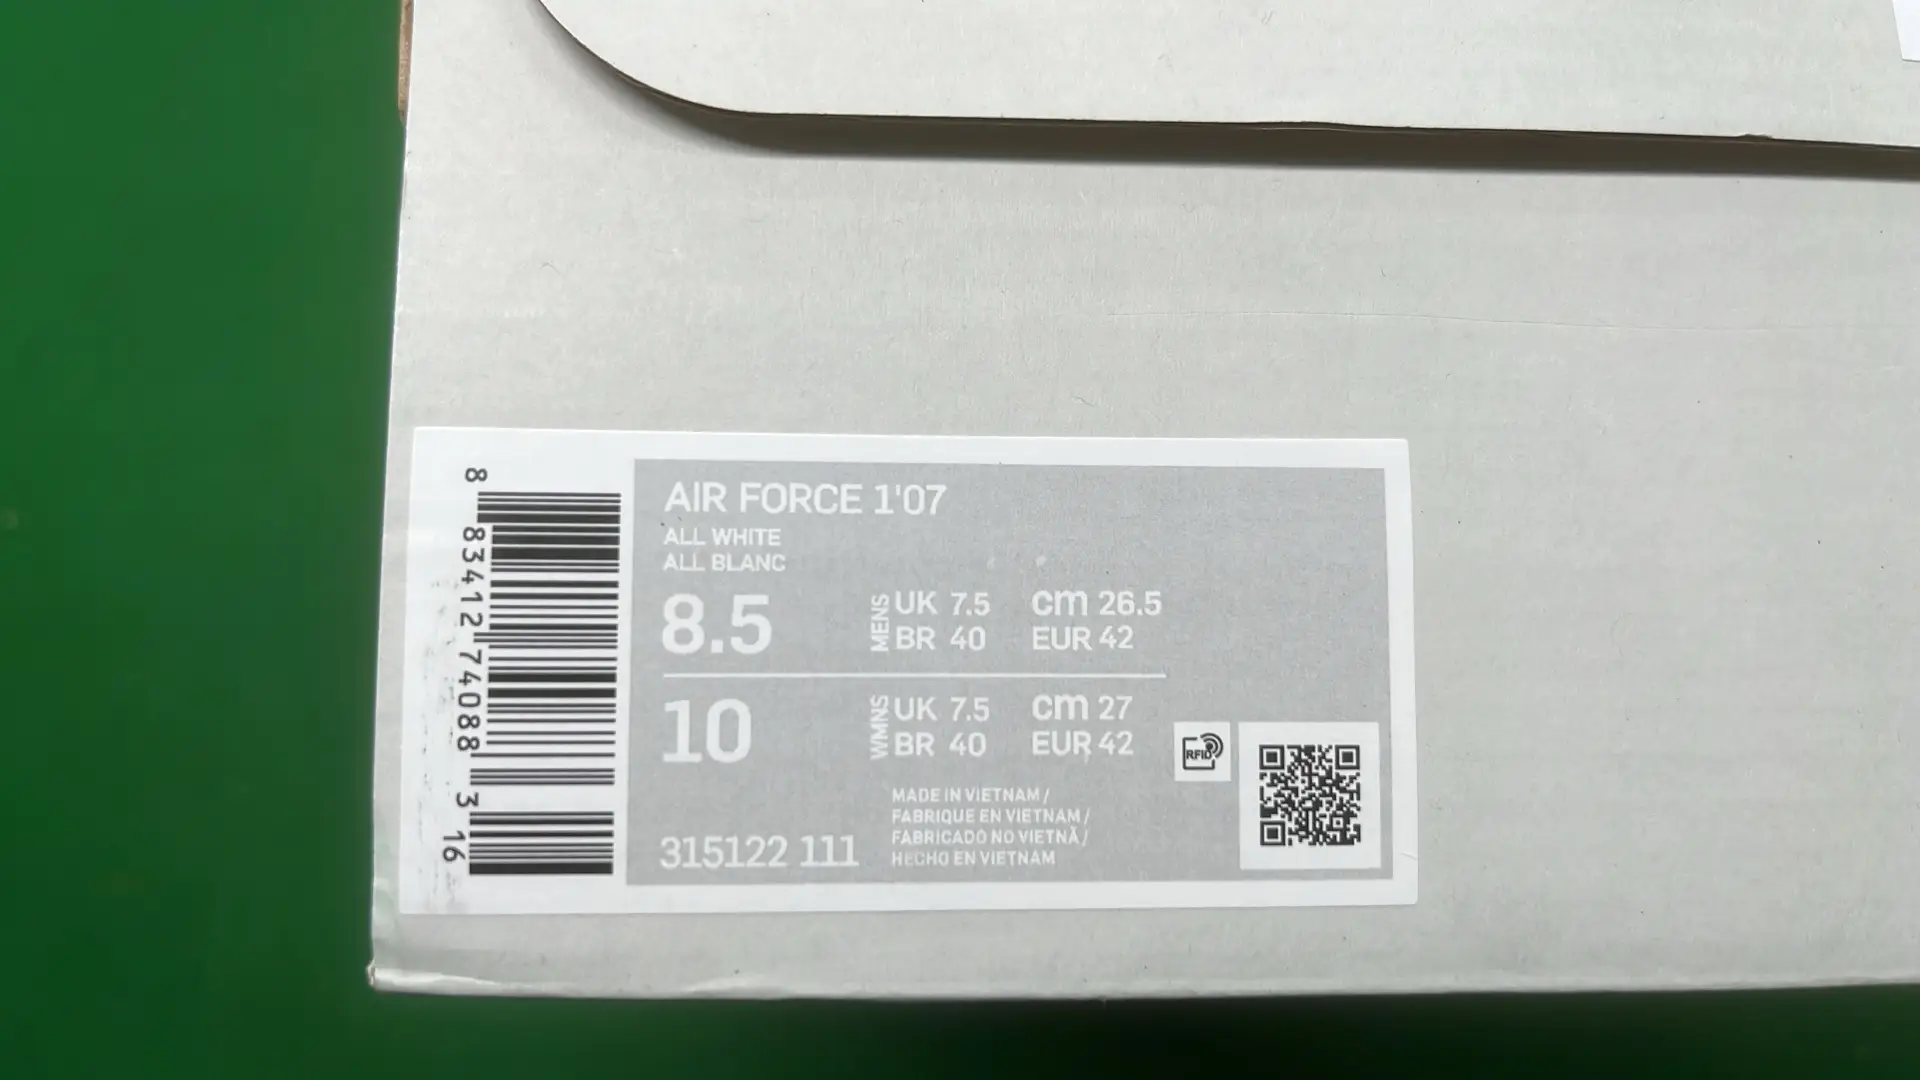 AIR FORCE 1'07
ALL WHITE
ALL BLANC
8.5 MENS UK 7.5 cm 26.5
BR 40 EUR 42
10 WMNS UK 7.5 cm 27
BR 40 EUR 42
MADE IN VIETNAM /
FABRIQUE EN VIETNAM /
FABRICADO NO VIETNÃ /
HECHO EN VIETNAM
315122 111
RFID
8 83412 74088 3 16